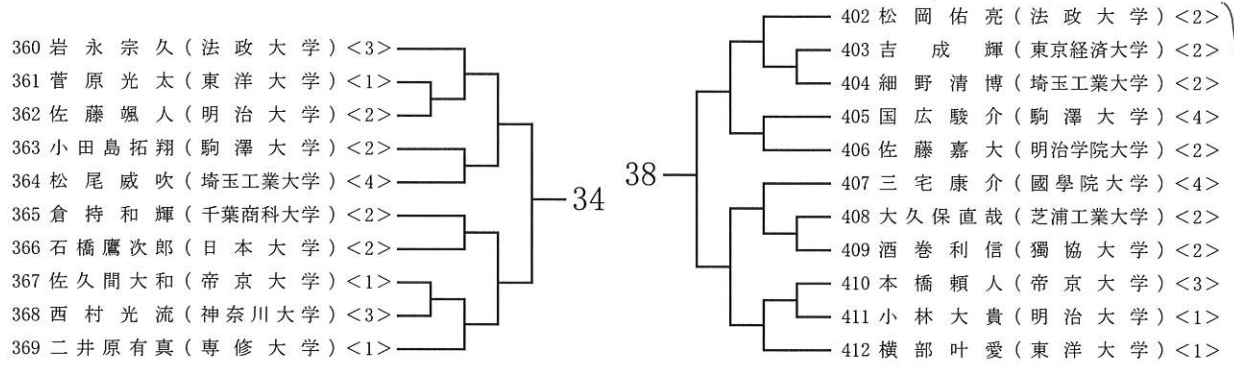 360 岩永宗久(法政大学)<3>
361 菅原光太(東洋大学)<1>
362 佐藤颯人(明治大学)<2>
363 小田島拓翔(駒澤大学)<2>
364 松尾威吹(埼玉工業大学)<4>
365 倉持和輝(千葉商科大学)<2>
366 石橋鷹次郎(日本大学)<2>
367 佐久間大和(帝京大学)<1>
368 西村光流(神奈川大学)<3>
369 二井原有真(専修大学)<1>
34
38
402 松岡佑亮(法政大学)<2>
403 吉成輝(東京経済大学)<2>
404 細野清博(埼玉工業大学)<2>
405 国広駿介(駒澤大学)<4>
406 佐藤嘉大(明治学院大学)<2>
407 三宅康介(國學院大学)<4>
408 大久保直哉(芝浦工業大学)<2>
409 酒巻利信(獨協大学)<2>
410 本橋頼人(帝京大学)<3>
411 小林大貴(明治大学)<1>
412 横部叶愛(東洋大学)<1>